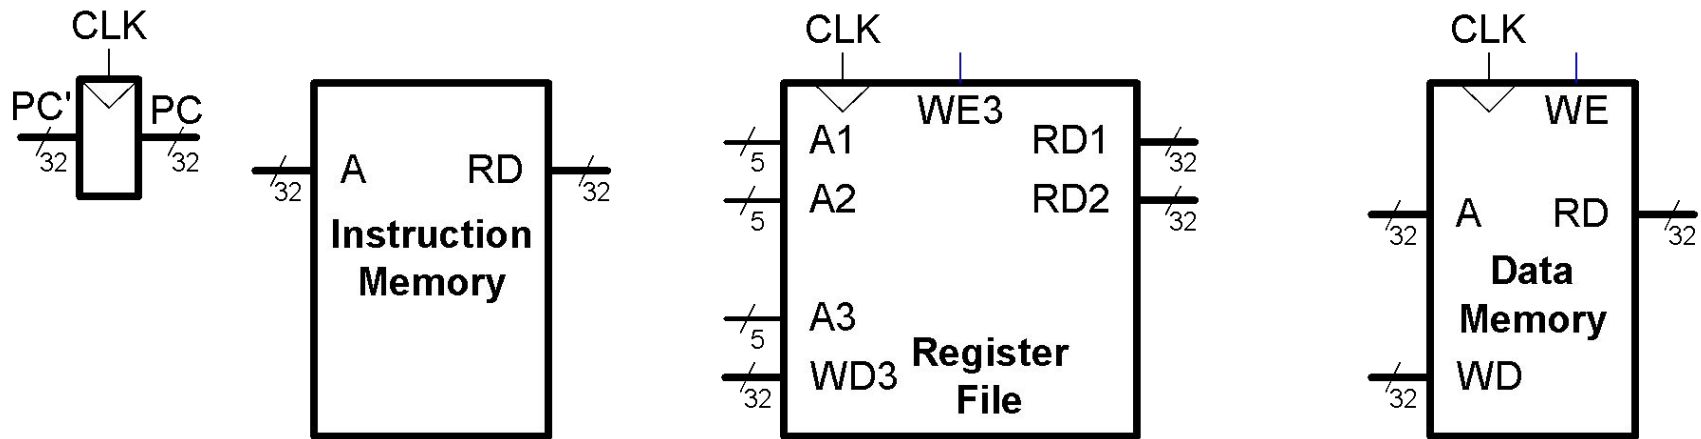 CLK
PC'
PC
32
32
A
RD
32
32
Instruction
Memory
CLK
WE3
A1
RD1
5
32
A2
RD2
5
32
A3
5
WD3
32
Register
File
CLK
WE
A
RD
32
32
Data
Memory
WD
32